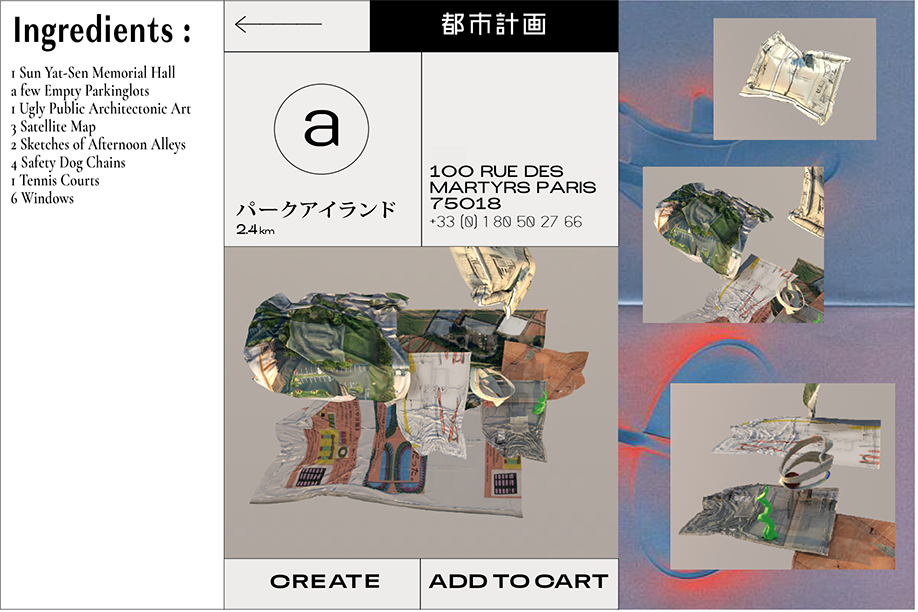 Ingredients :
1 Sun Yat-Sen Memorial Hall
a few Empty Parkinglots
1 Ugly Public Architectonic Art
3 Satellite Map
2 Sketches of Afternoon Alleys
4 Safety Dog Chains
1 Tennis Courts
6 Windows
都市計画
a
パークアイランド
2.4 km
100 RUE DES
MARTYRS PARIS
75018
+33 (0) 1 80 50 27 66
CREATE
ADD TO CART